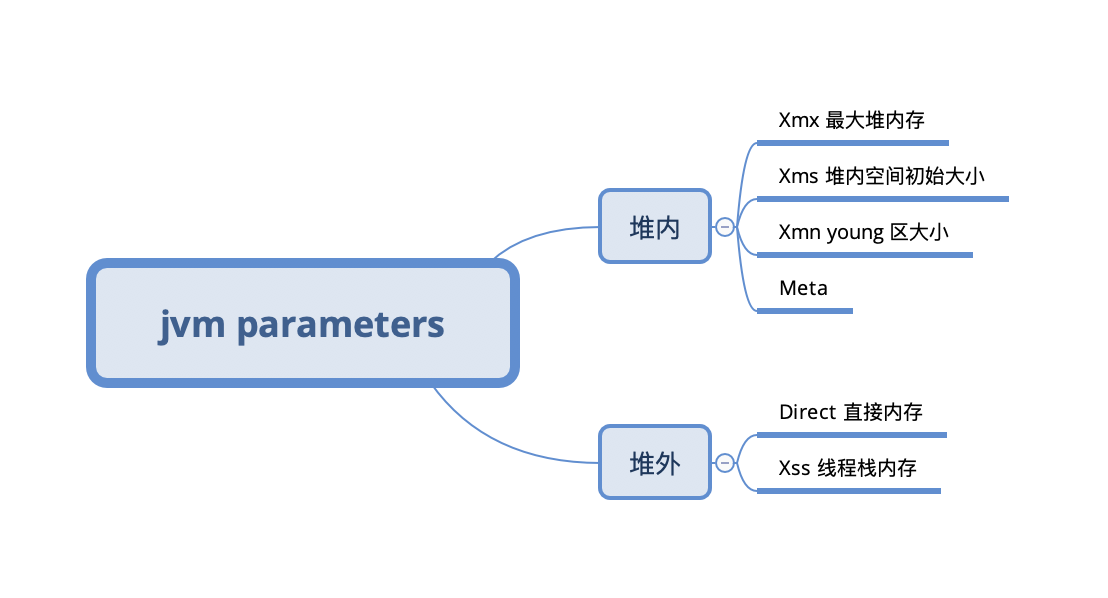 jvm parameters
堆内
Xmx 最大堆内存
Xms 堆内空间初始大小
Xmn young 区大小
Meta
堆外
Direct 直接内存
Xss 线程栈内存